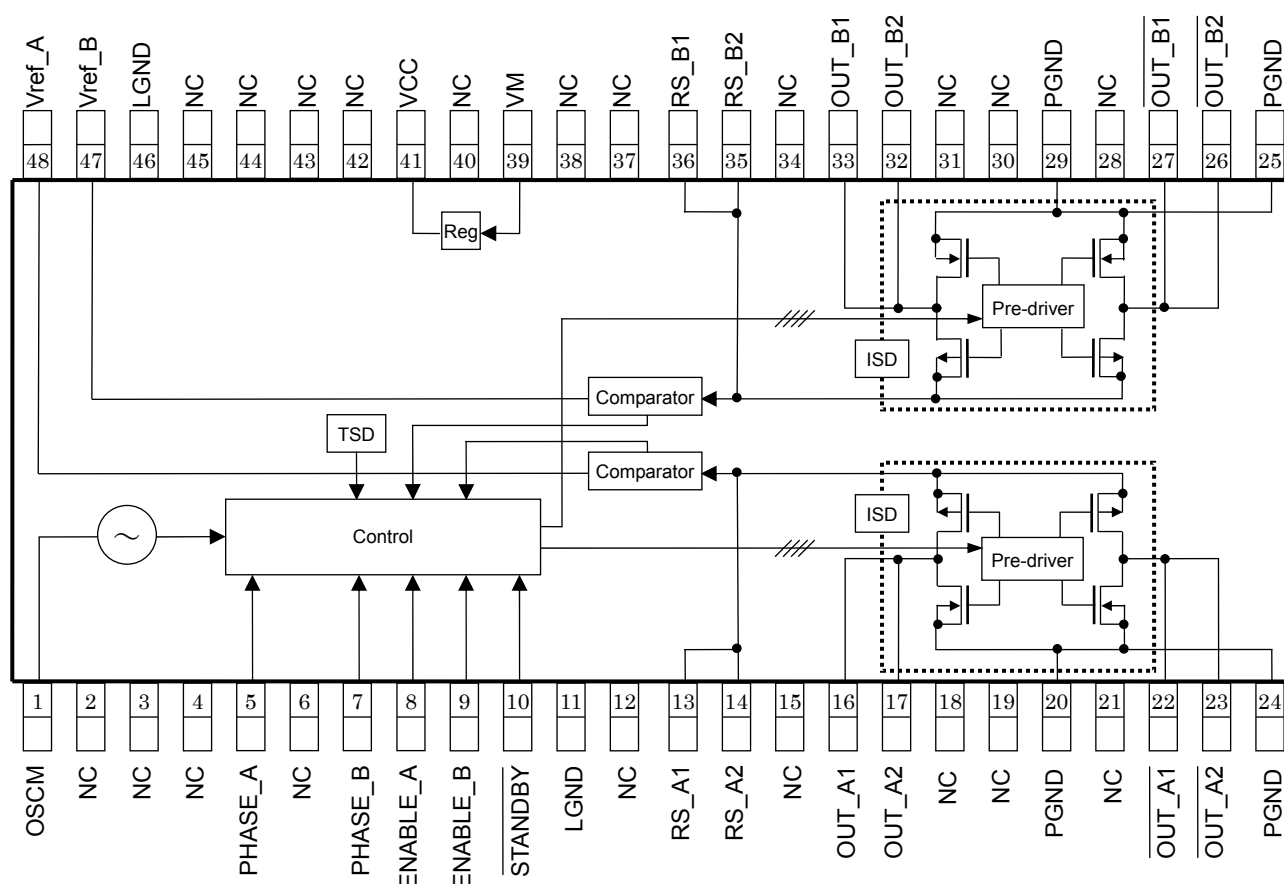 Vref_A
Vref_B
LGND
NC
NC
NC
NC
VCC
NC
VM
NC
NC
RS_B1
RS_B2
NC
OUT_B1
OUT_B2
NC
NC
PGND
NC
OUT_B1
OUT_B2
PGND
48 47 46 45 44 43 42 41 40 39 38 37 36 35 34 33 32 31 30 29 28 27 26 25
Reg
Pre-driver
ISD
Comparator
TSD
Comparator
ISD
~
Control
Pre-driver
1 2 3 4 5 6 7 8 9 10 11 12 13 14 15 16 17 18 19 20 21 22 23 24
OSCM
NC
NC
NC
PHASE_A
NC
PHASE_B
ENABLE_A
ENABLE_B
STANDBY
LGND
NC
RS_A1
RS_A2
NC
OUT_A1
OUT_A2
NC
NC
PGND
NC
OUT_A1
OUT_A2
PGND